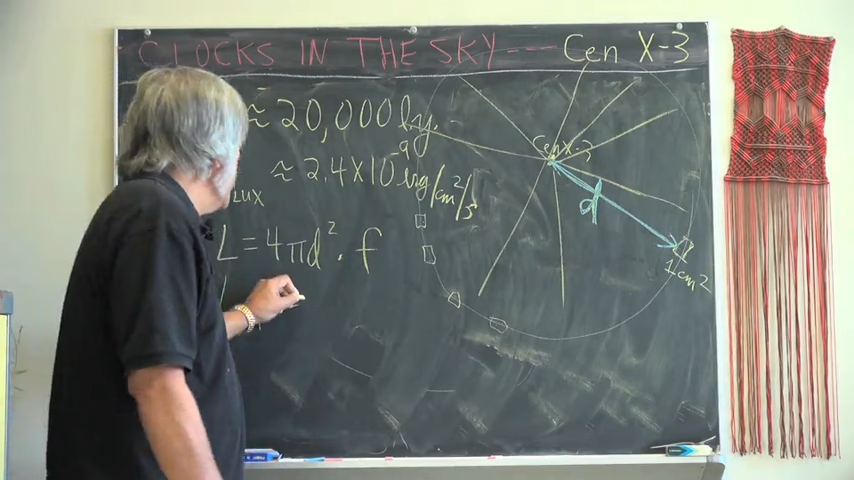 CLOCKS IN THE SKY --- Cen X-3
≈ 20,000 ly.
≈ 2.4 X 10⁻⁹ erg/cm²/s
LUX
L = 4πd² · f
L
Cen X-3
d
1cm²